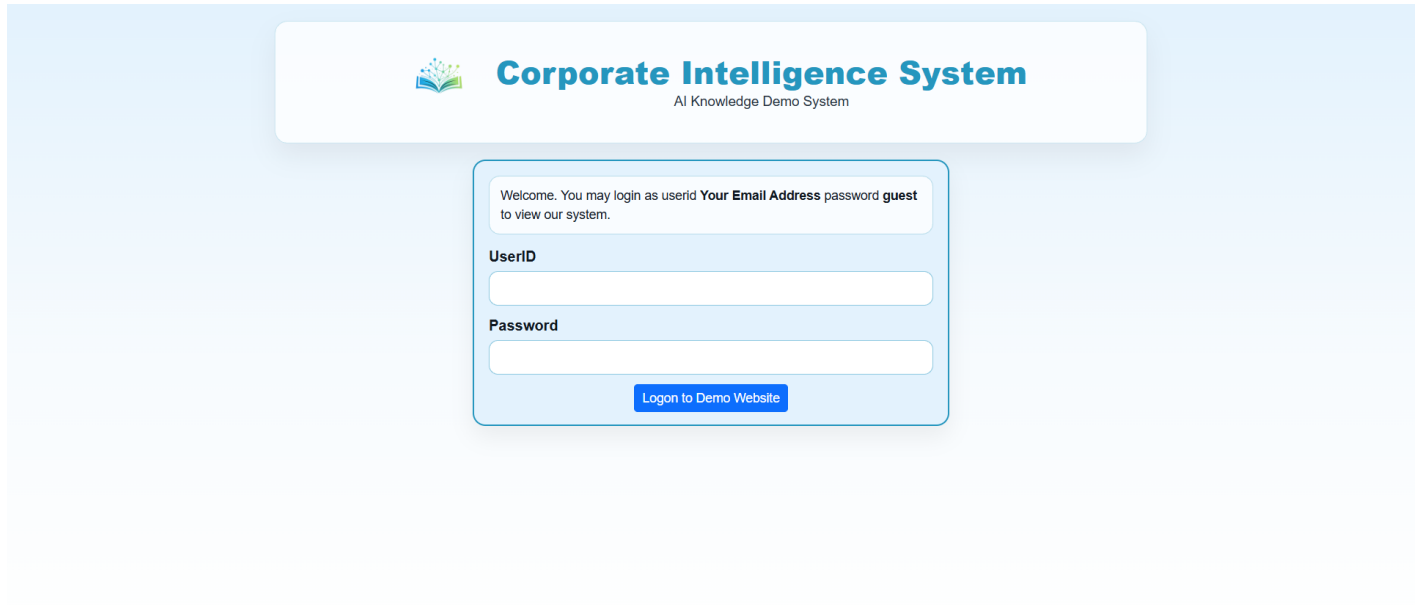 Corporate Intelligence System
AI Knowledge Demo System
Welcome. You may login as userid Your Email Address password guest
to view our system.
UserID
Password
Logon to Demo Website